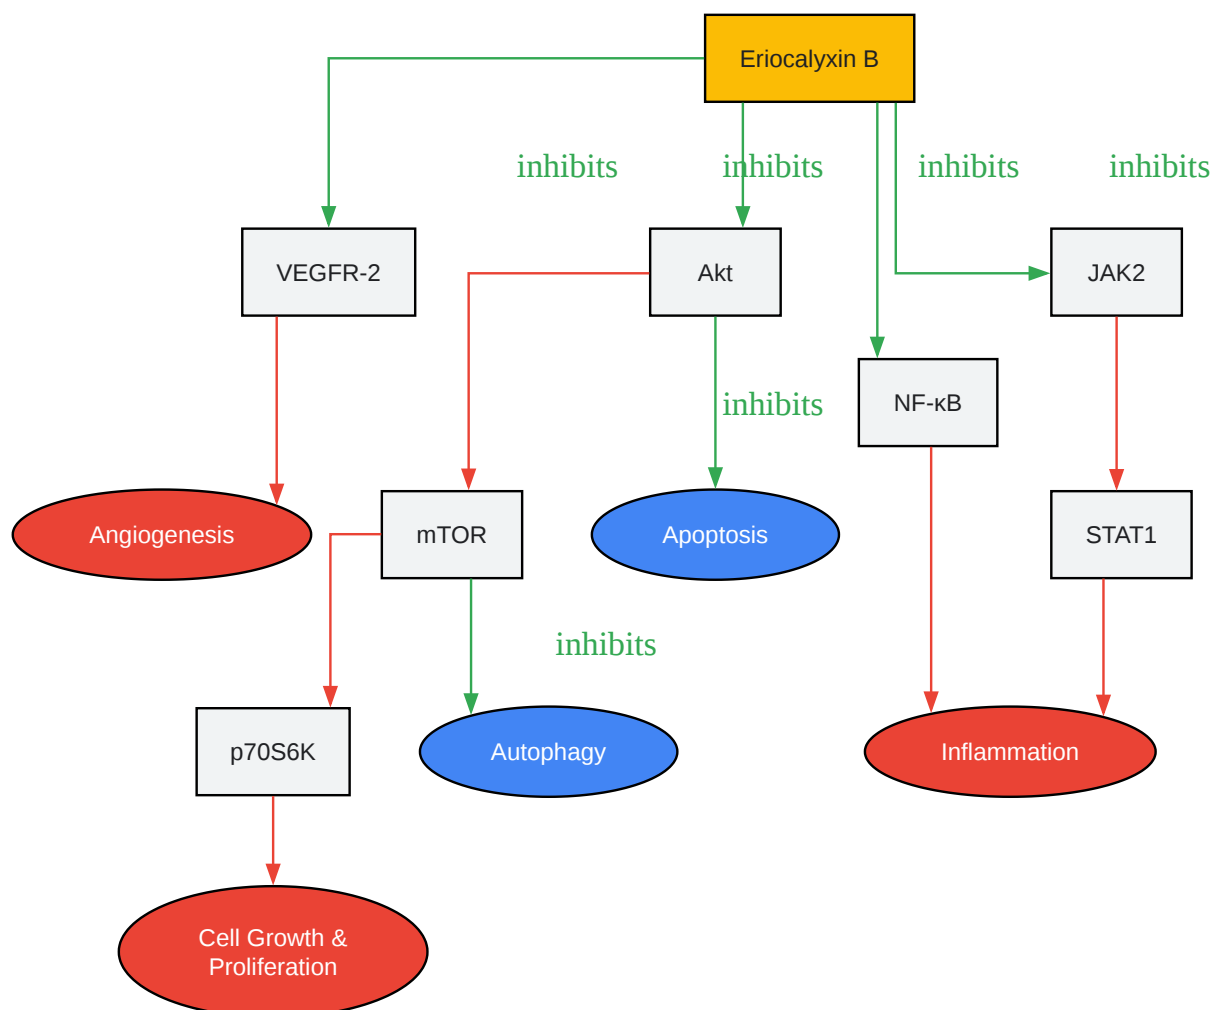 Eriocalyxin B
inhibits
inhibits
inhibits
inhibits
VEGFR-2
Akt
JAK2
NF-κB
inhibits
Angiogenesis
mTOR
Apoptosis
STAT1
inhibits
p70S6K
Autophagy
Inflammation
Cell Growth &
Proliferation